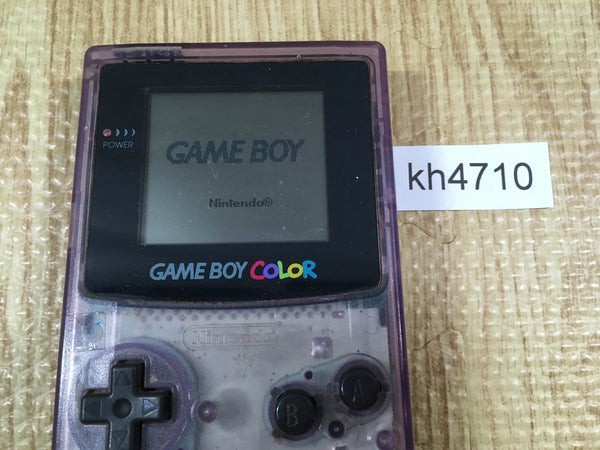 POWER
GAME BOY
Nintendo®
kh4710
GAME BOY COLOR
Nintendo
B
A